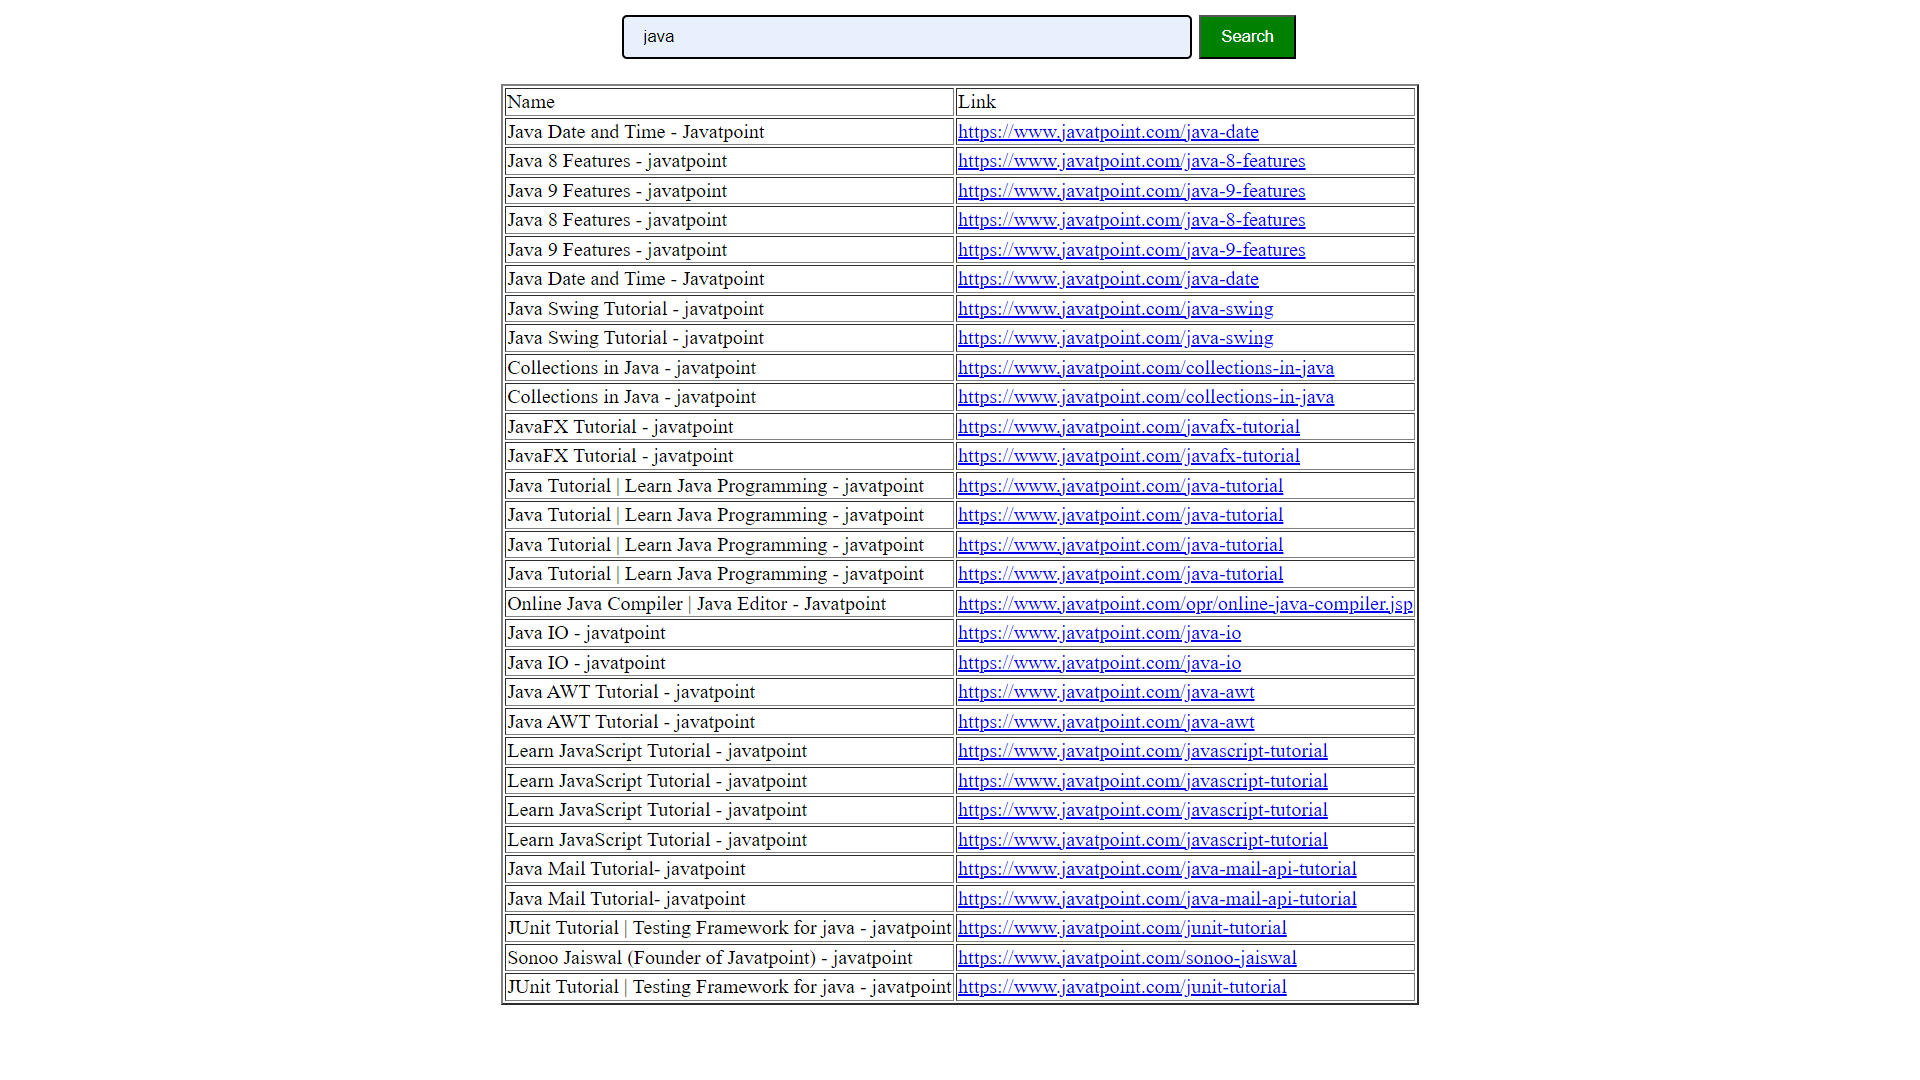 java Search
Name Link
Java Date and Time - Javatpoint https://www.javatpoint.com/java-date
Java 8 Features - javatpoint https://www.javatpoint.com/java-8-features
Java 9 Features - javatpoint https://www.javatpoint.com/java-9-features
Java 8 Features - javatpoint https://www.javatpoint.com/java-8-features
Java 9 Features - javatpoint https://www.javatpoint.com/java-9-features
Java Date and Time - Javatpoint https://www.javatpoint.com/java-date
Java Swing Tutorial - javatpoint https://www.javatpoint.com/java-swing
Java Swing Tutorial - javatpoint https://www.javatpoint.com/java-swing
Collections in Java - javatpoint https://www.javatpoint.com/collections-in-java
Collections in Java - javatpoint https://www.javatpoint.com/collections-in-java
JavaFX Tutorial - javatpoint https://www.javatpoint.com/javafx-tutorial
JavaFX Tutorial - javatpoint https://www.javatpoint.com/javafx-tutorial
Java Tutorial | Learn Java Programming - javatpoint https://www.javatpoint.com/java-tutorial
Java Tutorial | Learn Java Programming - javatpoint https://www.javatpoint.com/java-tutorial
Java Tutorial | Learn Java Programming - javatpoint https://www.javatpoint.com/java-tutorial
Java Tutorial | Learn Java Programming - javatpoint https://www.javatpoint.com/java-tutorial
Online Java Compiler | Java Editor - Javatpoint https://www.javatpoint.com/opr/online-java-compiler.jsp
Java IO - javatpoint https://www.javatpoint.com/java-io
Java IO - javatpoint https://www.javatpoint.com/java-io
Java AWT Tutorial - javatpoint https://www.javatpoint.com/java-awt
Java AWT Tutorial - javatpoint https://www.javatpoint.com/java-awt
Learn JavaScript Tutorial - javatpoint https://www.javatpoint.com/javascript-tutorial
Learn JavaScript Tutorial - javatpoint https://www.javatpoint.com/javascript-tutorial
Learn JavaScript Tutorial - javatpoint https://www.javatpoint.com/javascript-tutorial
Learn JavaScript Tutorial - javatpoint https://www.javatpoint.com/javascript-tutorial
Java Mail Tutorial- javatpoint https://www.javatpoint.com/java-mail-api-tutorial
Java Mail Tutorial- javatpoint https://www.javatpoint.com/java-mail-api-tutorial
JUnit Tutorial | Testing Framework for java - javatpoint https://www.javatpoint.com/junit-tutorial
Sonoo Jaiswal (Founder of Javatpoint) - javatpoint https://www.javatpoint.com/sonoo-jaiswal
JUnit Tutorial | Testing Framework for java - javatpoint https://www.javatpoint.com/junit-tutorial